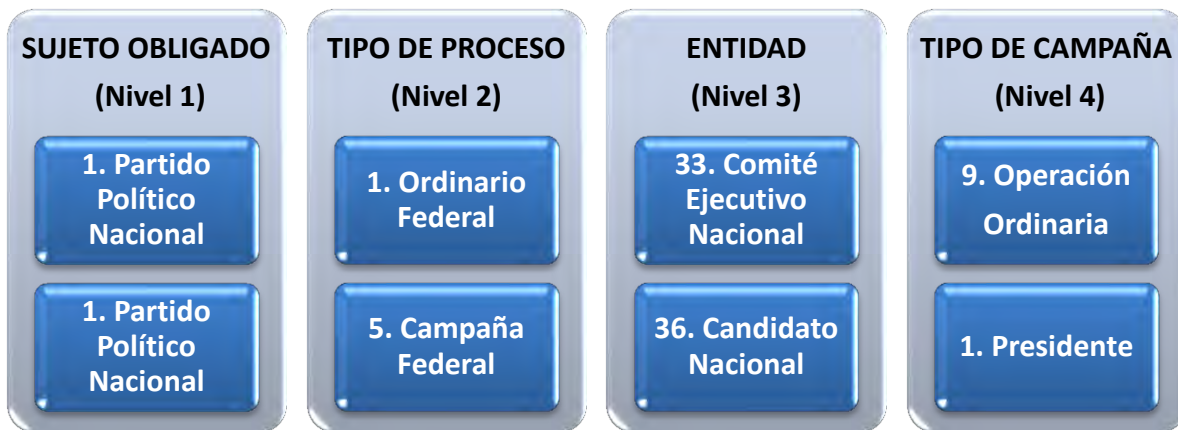 SUJETO OBLIGADO
(Nivel 1)
1. Partido
Político
Nacional
1. Partido
Político
Nacional
TIPO DE PROCESO
(Nivel 2)
1. Ordinario
Federal
5. Campaña
Federal
ENTIDAD
(Nivel 3)
33. Comité
Ejecutivo
Nacional
36. Candidato
Nacional
TIPO DE CAMPAÑA
(Nivel 4)
9. Operación
Ordinaria
1. Presidente